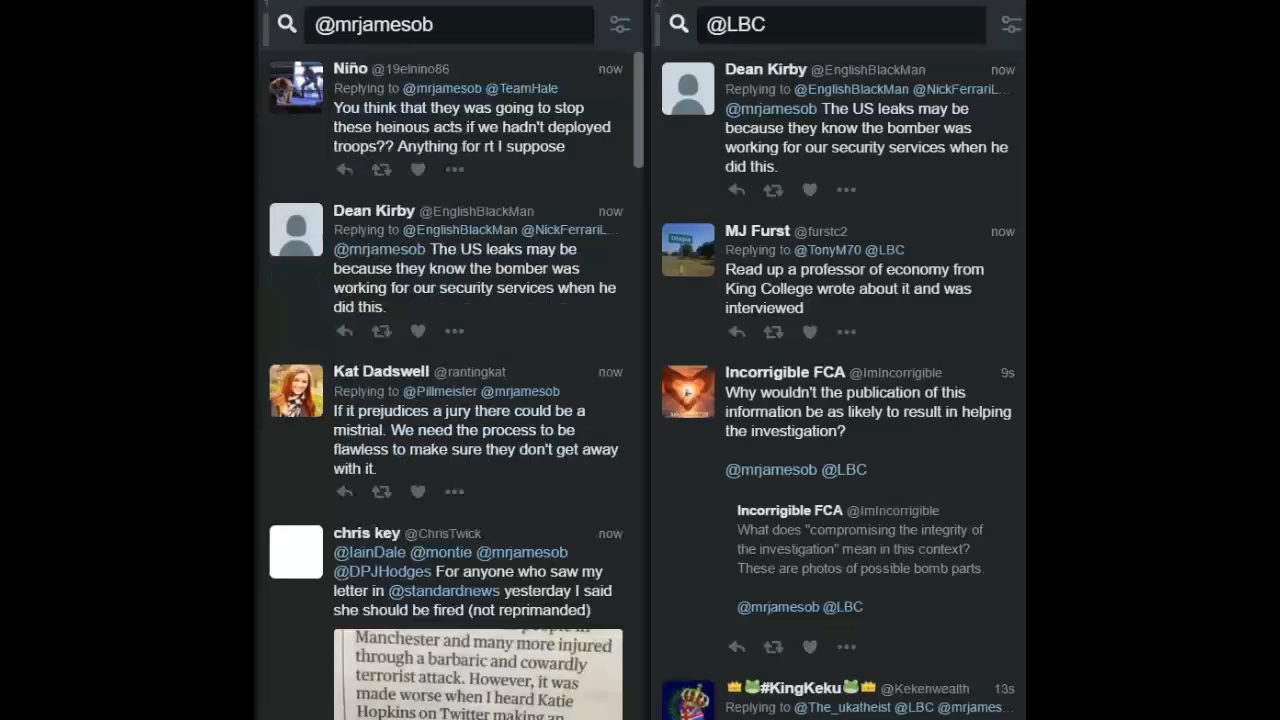 1
@mrjamesob
Niño @19elnino86 now
Replying to @mrjamesob @TeamHale
You think that they was going to stop
these heinous acts if we hadn't deployed
troops?? Anything for rt I suppose
Dean Kirby @EnglishBlackMan now
Replying to @EnglishBlackMan @NickFerrariL...
@mrjamesob The US leaks may be
because they know the bomber was
working for our security services when he
did this.
Kat Dadswell @rantingkat now
Replying to @Pillmeister @mrjamesob
If it prejudices a jury there could be a
mistrial. We need the process to be
flawless to make sure they don't get away
with it.
chris key @ChrisTwick now
@IainDale @montie @mrjamesob
@DPJHodges For anyone who saw my
letter in @standardnews yesterday I said
she should be fired (not reprimanded)
people in
Manchester and many more injured
through a barbaric and cowardly
terrorist attack. However, it was
made worse when I heard Katie
Hopkins on Twitter making an
2
@LBC
Dean Kirby @EnglishBlackMan now
Replying to @EnglishBlackMan @NickFerrariL...
@mrjamesob The US leaks may be
because they know the bomber was
working for our security services when he
did this.
MJ Furst @furstc2 now
Replying to @TonyM70 @LBC
Read up a professor of economy from
King College wrote about it and was
interviewed
Utopia
Incorrigible FCA @ImIncorrigible 9s
Why wouldn't the publication of this
information be as likely to result in helping
the investigation?
MANCHESTER
@mrjamesob @LBC
Incorrigible FCA @ImIncorrigible
What does "compromising the integrity of
the investigation" mean in this context?
These are photos of possible bomb parts.
@mrjamesob @LBC
👑🐸#KingKeku🐸👑 @Kekenwealth 13s
Replying to @The_ukatheist @LBC @mrjames...